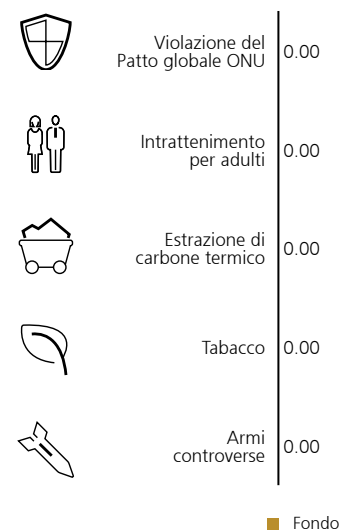 Violazione del
Patto globale ONU 0.00
Intrattenimento
per adulti 0.00
Estrazione di
carbone termico 0.00
Tabacco 0.00
Armi
controverse 0.00
Fondo